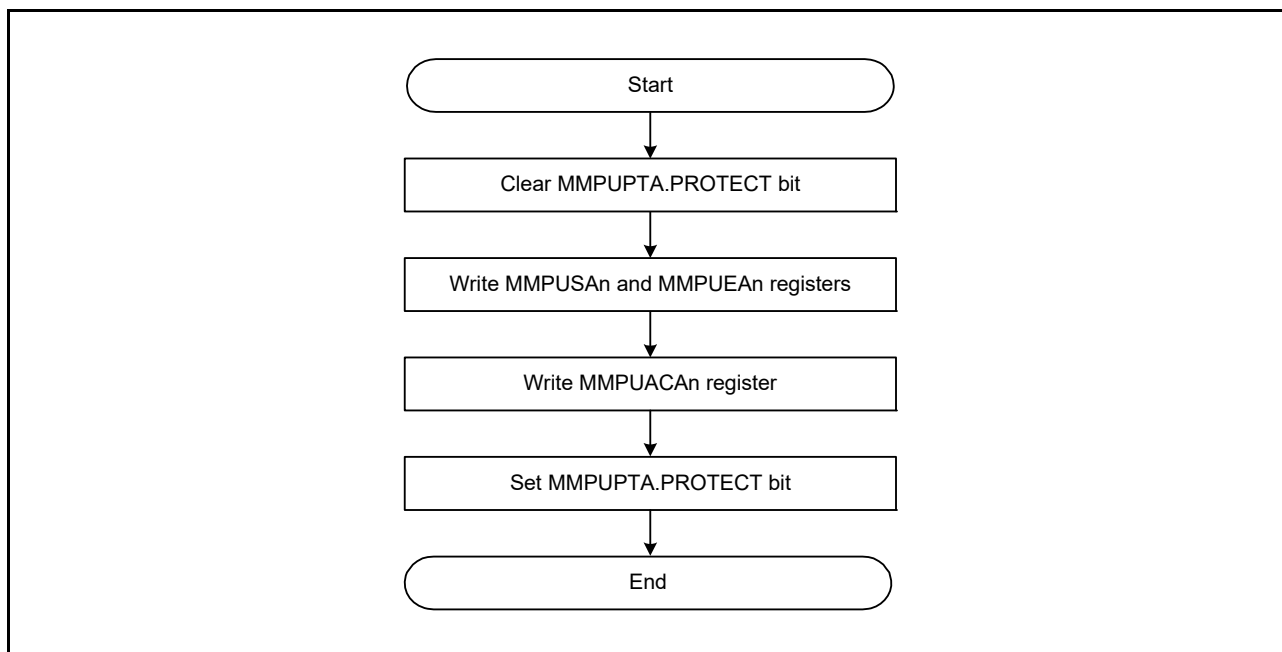 Start
Clear MMPUPTA.PROTECT bit
Write MMPUSAn and MMPUEAn registers
Write MMPUACAn register
Set MMPUPTA.PROTECT bit
End